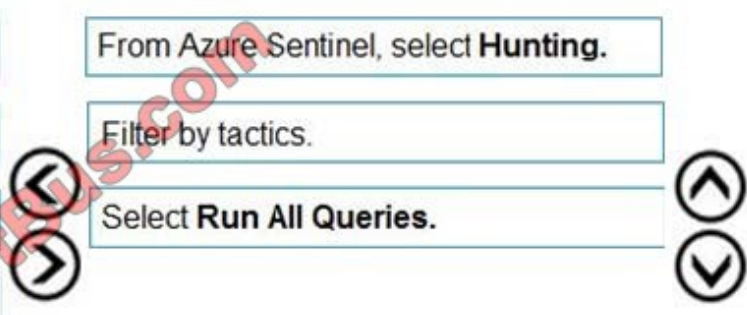 From Azure Sentinel, select Hunting.
Filter by tactics.
Select Run All Queries.